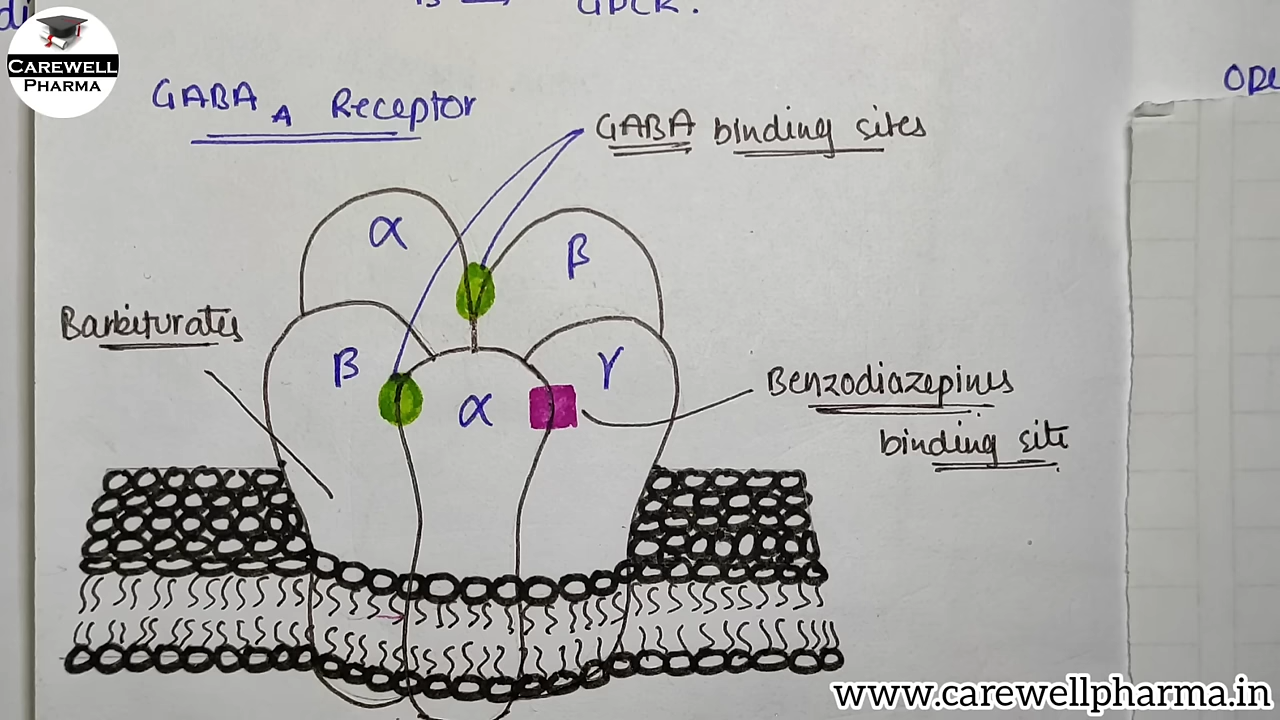 CAREWELL
PHARMA
GABA A Receptor
GABA binding sites
α
β
Barbiturates
β
α
γ
Benzodiazepines
binding site
www.carewellpharma.in